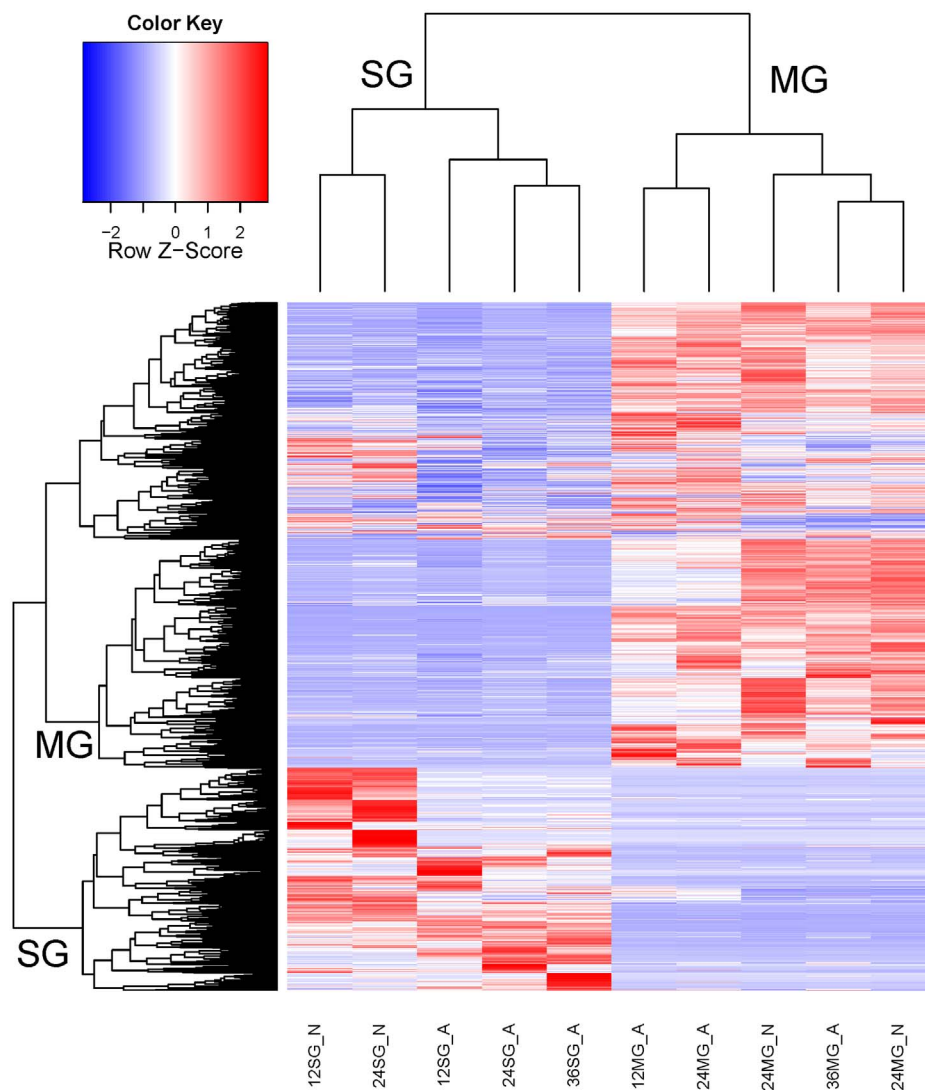 Color Key
−2 0 1 2
Row Z−Score
SG
MG
MG
SG
12SG_N
24SG_N
12SG_A
24SG_A
36SG_A
12MG_A
24MG_A
24MG_N
36MG_A
24MG_N